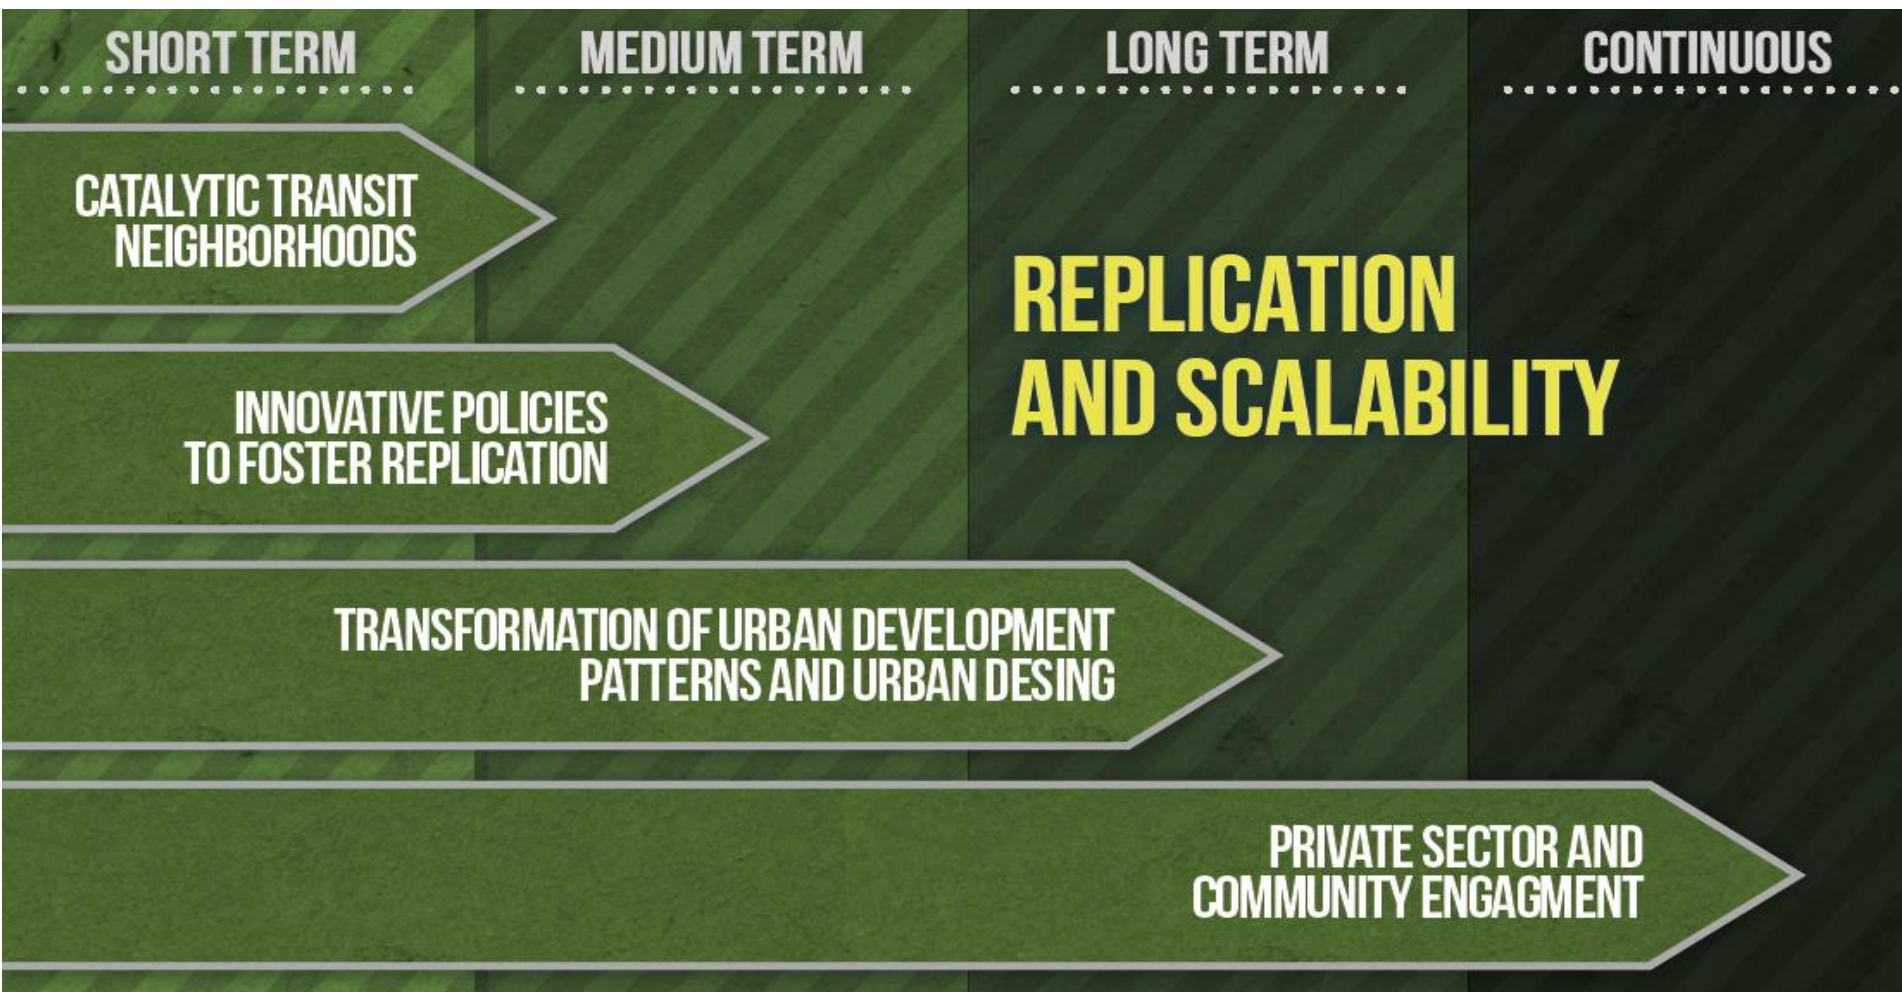 SHORT TERM
MEDIUM TERM
LONG TERM
CONTINUOUS
CATALYTIC TRANSIT
NEIGHBORHOODS
REPLICATION
AND SCALABILITY
INNOVATIVE POLICIES
TO FOSTER REPLICATION
TRANSFORMATION OF URBAN DEVELOPMENT
PATTERNS AND URBAN DESING
PRIVATE SECTOR AND
COMMUNITY ENGAGMENT